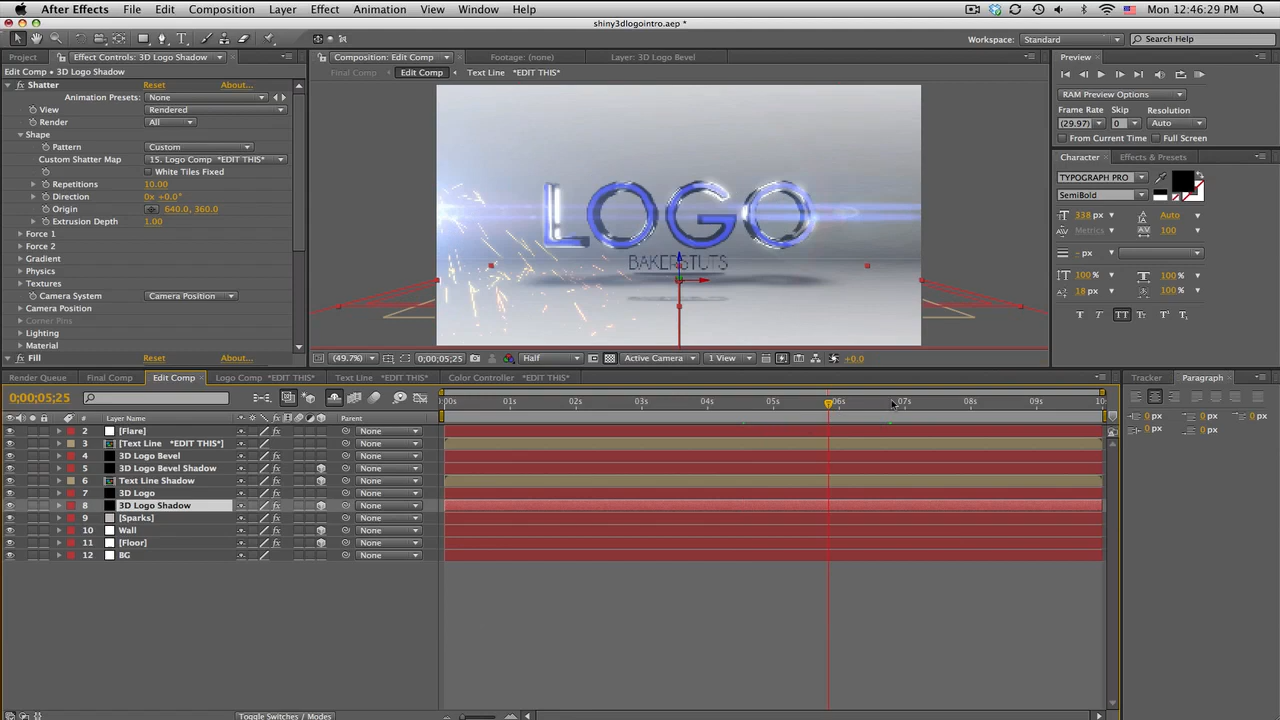 After Effects File Edit Composition Layer Effect Animation View Window Help Mon 12:46:29 PM
shiny3dlogointro.aep *
Workspace: Standard Search Help
Project Effect Controls: 3D Logo Shadow Composition: Edit Comp Footage: (none) Layer: 3D Logo Bevel Preview
Edit Comp • 3D Logo Shadow Final Comp Edit Comp Text Line *EDIT THIS*
Shatter Reset About...
Animation Presets: None
View Rendered
Render All
Shape
Pattern Custom
Custom Shatter Map 15. Logo Comp *EDIT THIS*
White Tiles Fixed
Repetitions 10.00
Direction 0x +0.0°
Origin 640.0, 360.0
Extrusion Depth 1.00
Force 1
Force 2
Gradient
Physics
Textures
Camera System Camera Position
Camera Position
Corner Pins
Lighting
Material
Fill Reset About...
LOGO
BAKERSTUTS
(49.7%) 0;00;05;25 Half Active Camera 1 View +0.0
RAM Preview Options
Frame Rate Skip Resolution
(29.97) 0 Auto
From Current Time Full Screen
Character Effects & Presets
TYPOGRAPH PRO
SemiBold
338 px Auto
Metrics 100
- px
100% 100%
18 px 100%
T T TT Tr T T
Render Queue Final Comp Edit Comp Logo Comp *EDIT THIS* Text Line *EDIT THIS* Color Controller *EDIT THIS* Tracker Paragraph
0;00;05;25
:00s 01s 02s 03s 04s 05s 06s 07s 08s 09s 10
# Layer Name Parent
2 [Flare] None
3 [Text Line *EDIT THIS*] None
4 3D Logo Bevel None
5 3D Logo Bevel Shadow None
6 Text Line Shadow None
7 3D Logo None
8 3D Logo Shadow None
9 [Sparks] None
10 Wall None
11 [Floor] None
12 BG None
0 px 0 px 0 px
0 px 0 px
Toggle Switches / Modes